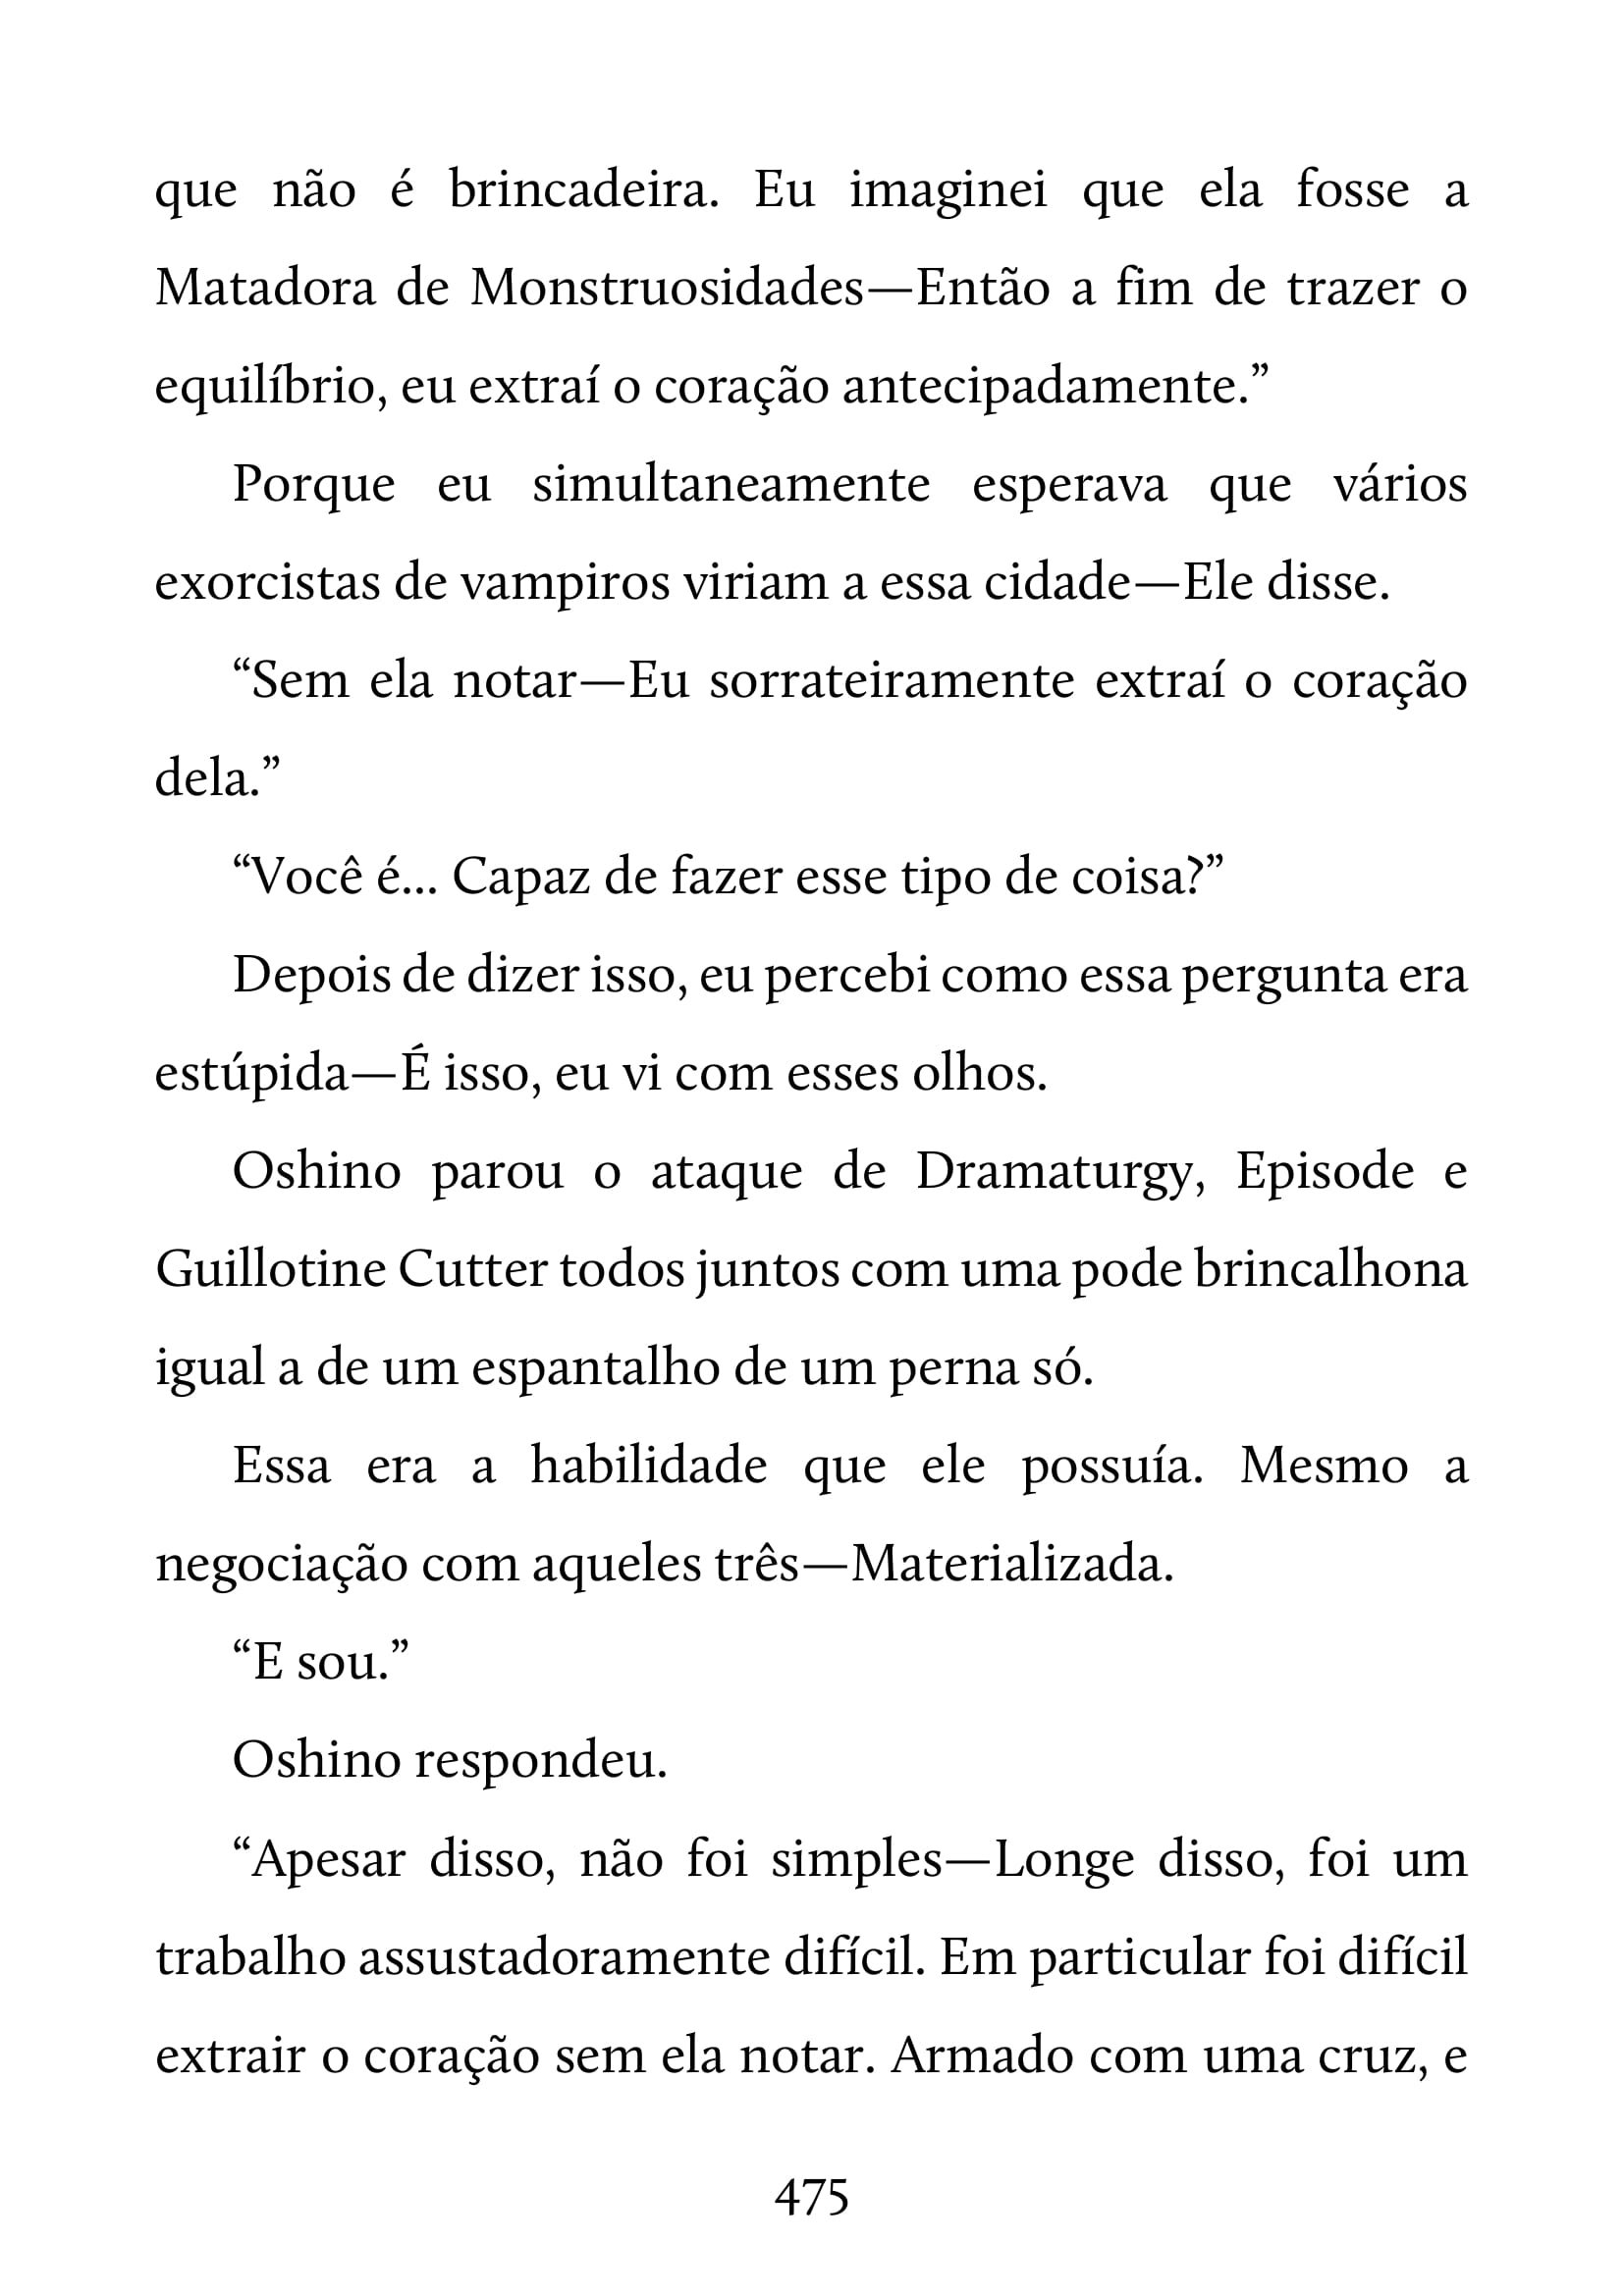 que não é brincadeira. Eu imaginei que ela fosse a
Matadora de Monstruosidades—Então a fim de trazer o
equilíbrio, eu extraí o coração antecipadamente.”
Porque eu simultaneamente esperava que vários
exorcistas de vampiros viriam a essa cidade—Ele disse.
“Sem ela notar—Eu sorrateiramente extraí o coração
dela.”
“Você é... Capaz de fazer esse tipo de coisa?”
Depois de dizer isso, eu percebi como essa pergunta era
estúpida—É isso, eu vi com esses olhos.
Oshino parou o ataque de Dramaturgy, Episode e
Guillotine Cutter todos juntos com uma pode brincalhona
igual a de um espantalho de um perna só.
Essa era a habilidade que ele possuía. Mesmo a
negociação com aqueles três—Materializada.
“E sou.”
Oshino respondeu.
“Apesar disso, não foi simples—Longe disso, foi um
trabalho assustadoramente difícil. Em particular foi difícil
extrair o coração sem ela notar. Armado com uma cruz, e
475